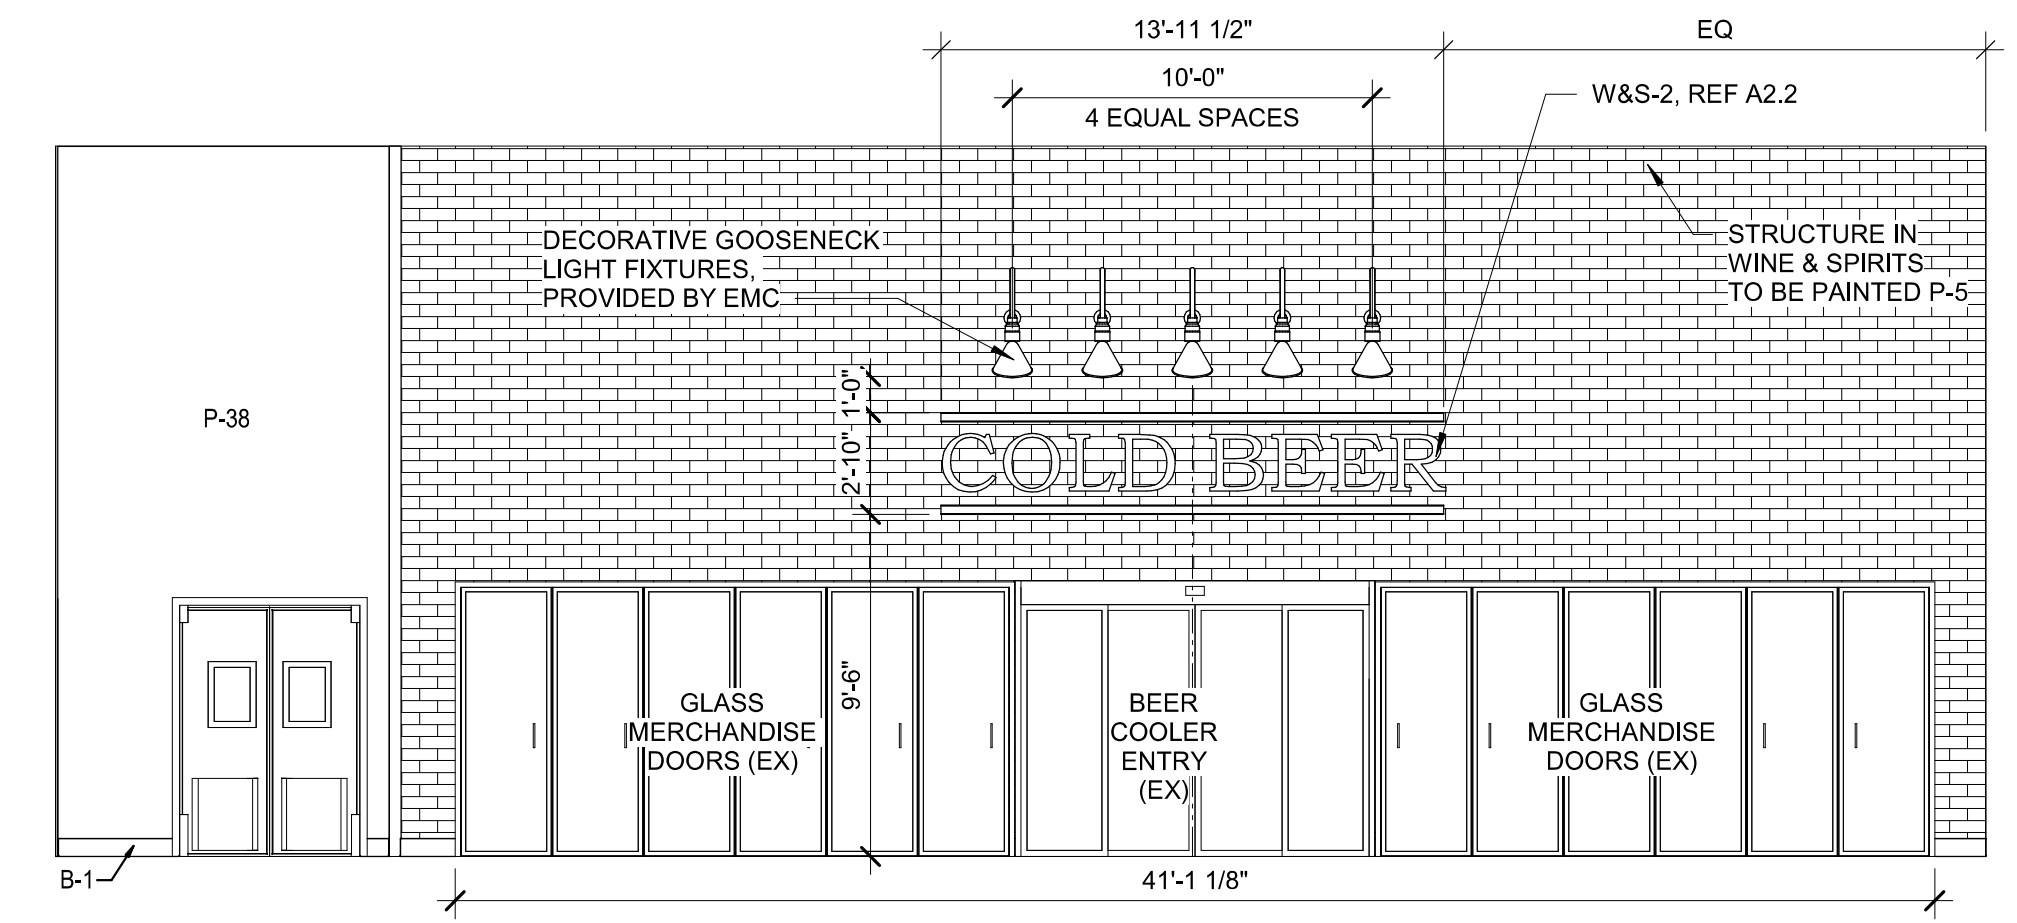 13'-11 1/2"
EQ
10'-0"
4 EQUAL SPACES
W&S-2, REF A2.2
DECORATIVE GOOSENECK
LIGHT FIXTURES,
PROVIDED BY EMC
STRUCTURE IN
WINE & SPIRITS
TO BE PAINTED P-5
P-38
1'-0"
2'-10"
COLD BEER
9'-6"
GLASS
MERCHANDISE
DOORS (EX)
BEER
COOLER
ENTRY
(EX)
GLASS
MERCHANDISE
DOORS (EX)
B-1
41'-1 1/8"